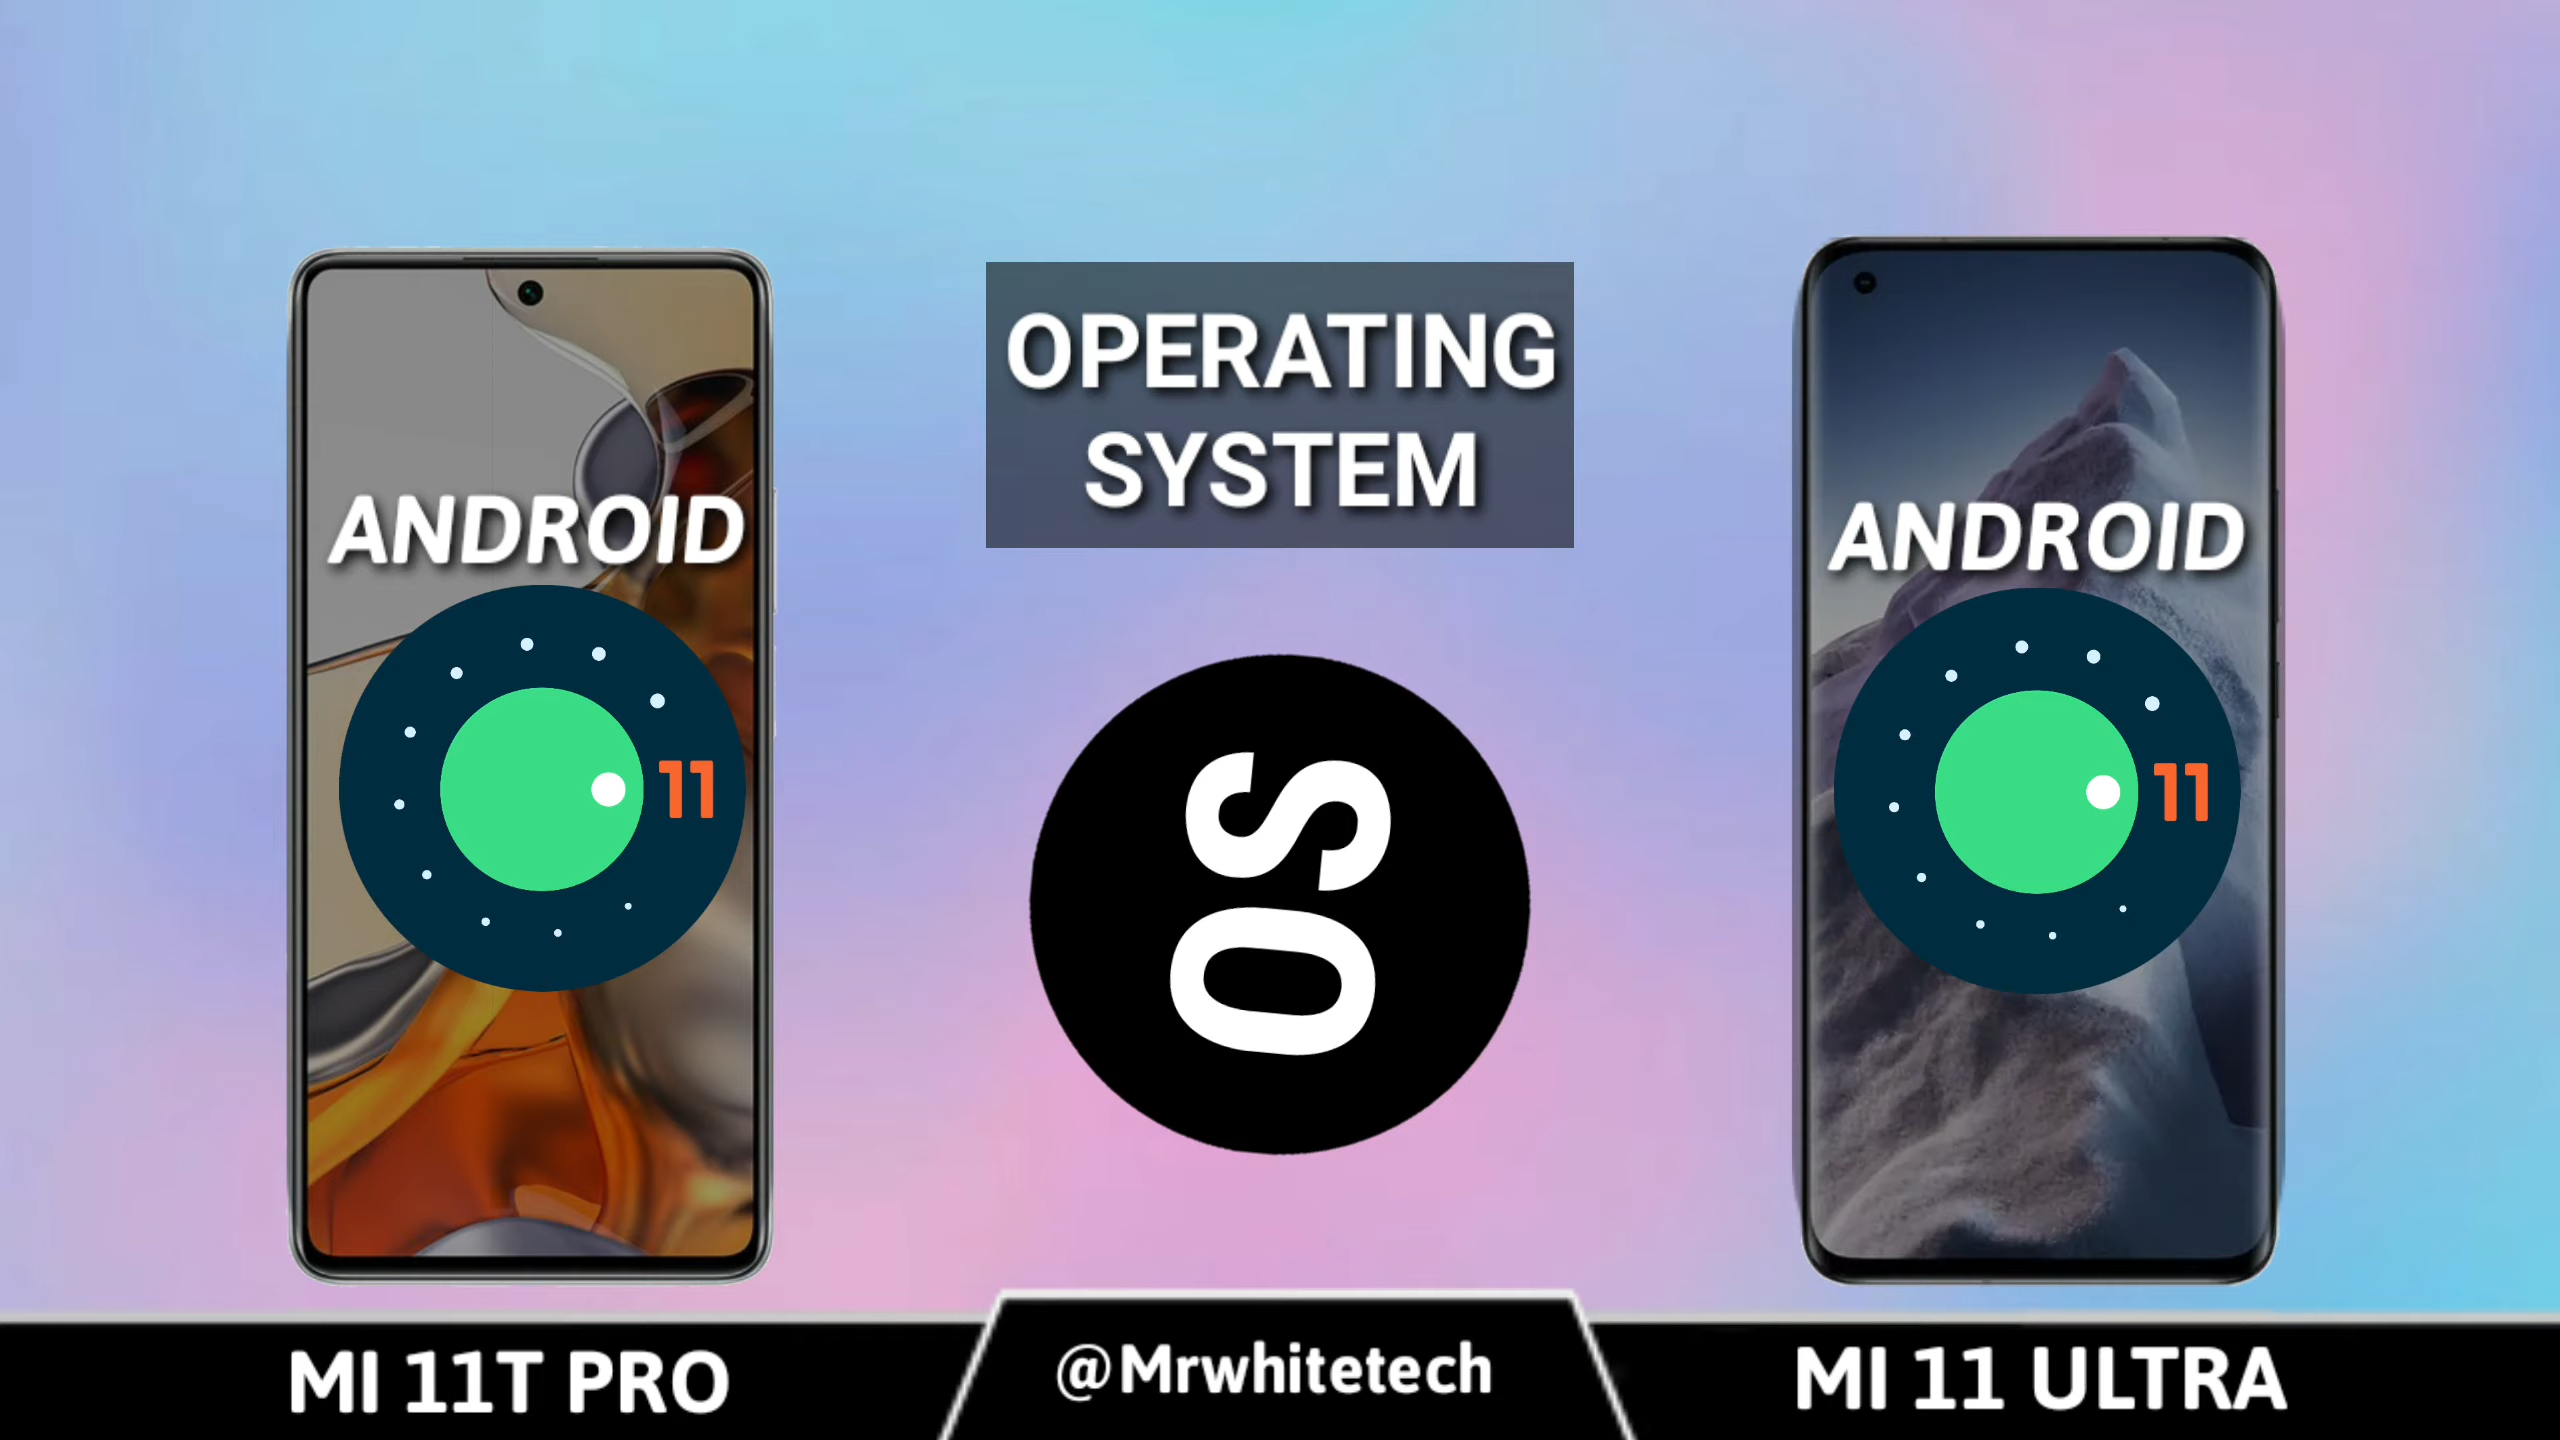 OPERATING
SYSTEM
ANDROID
11
OS
ANDROID
11
MI 11T PRO
@Mrwhitetech
MI 11 ULTRA